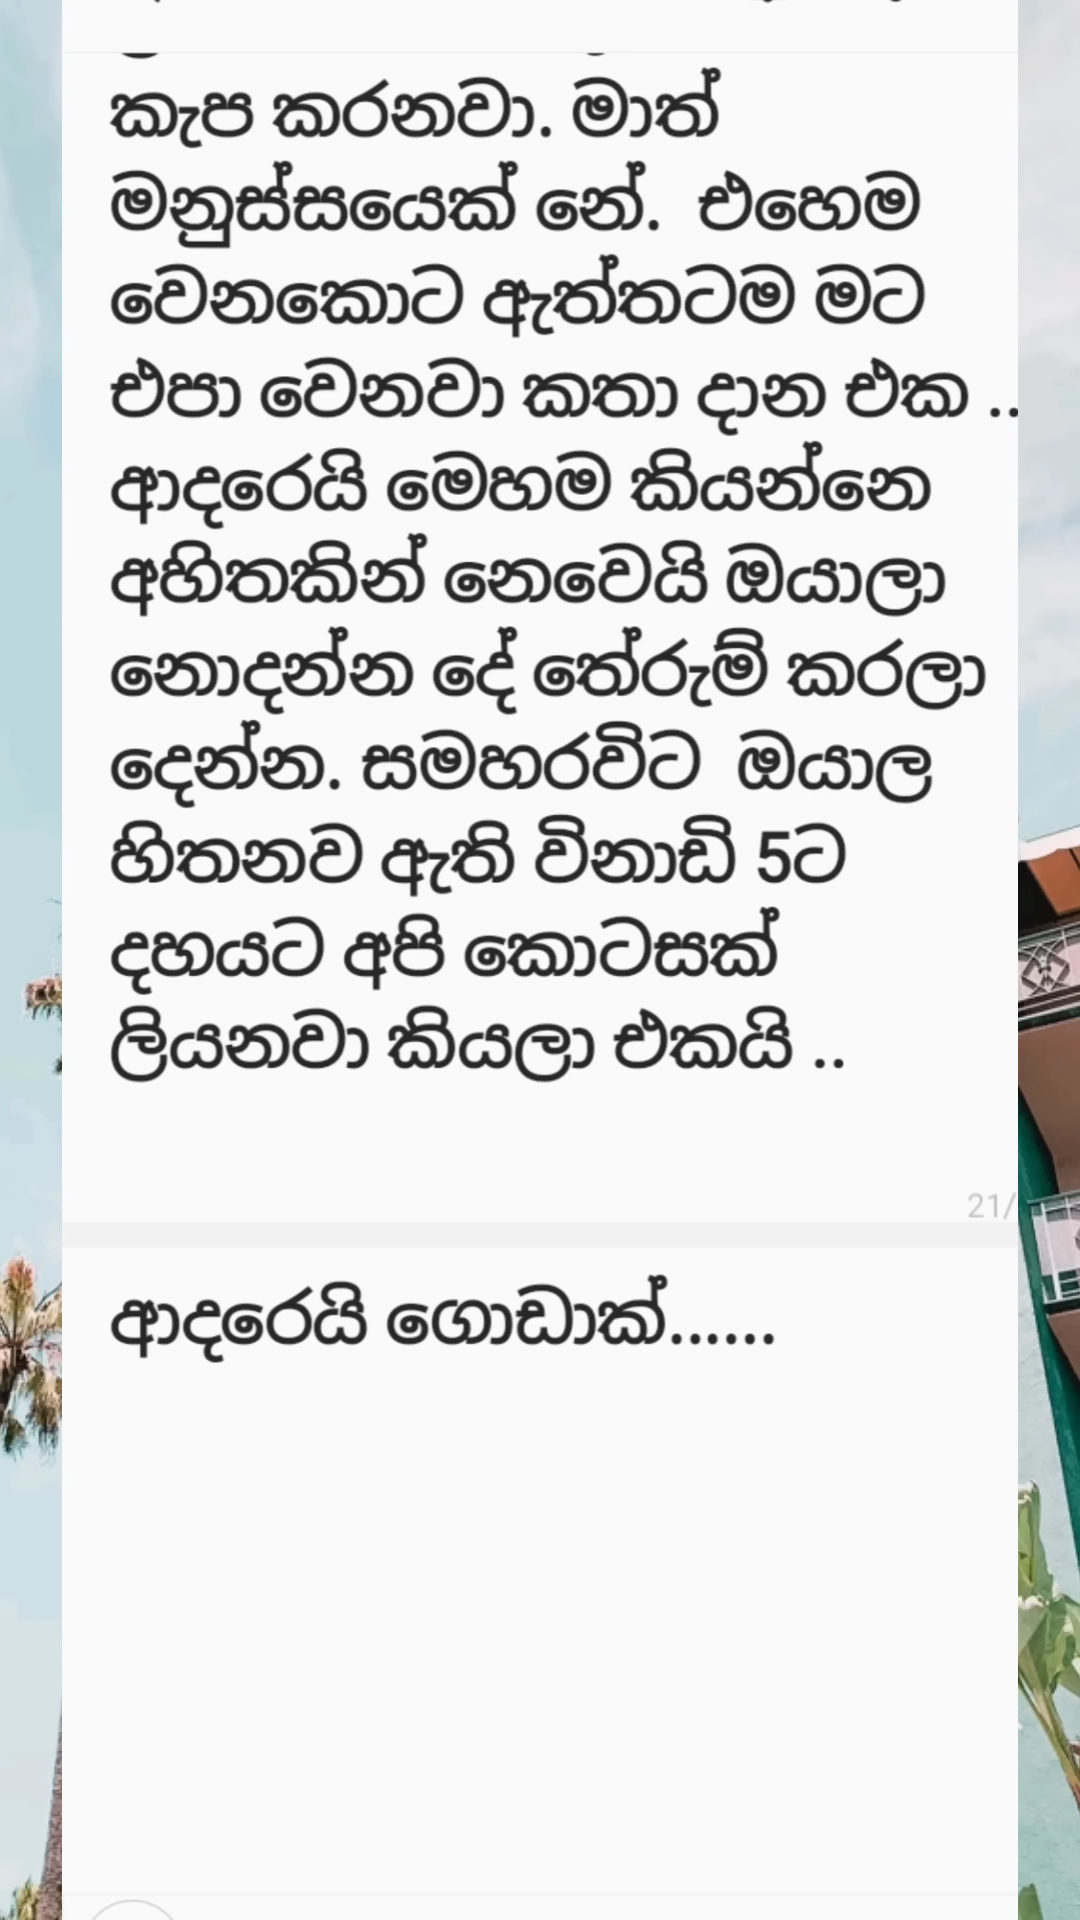 කැප කරනවා. මාත්
මනුස්සයෙක් නේ.  එහෙම
වෙනකොට ඇත්තටම මට
එපා වෙනවා කතා දාන එක ..
ආදරෙයි මෙහම කියන්නෙ
අහිතකින් නෙවෙයි ඔයාලා
නොදන්න දේ තේරුම් කරලා
දෙන්න. සමහරවිට  ඔයාල
හිතනව ඇති විනාඩි 5ට
දහයට අපි කොටසක්
ලියනවා කියලා එකයි ..
21/
ආදරෙයි ගොඩාක්......